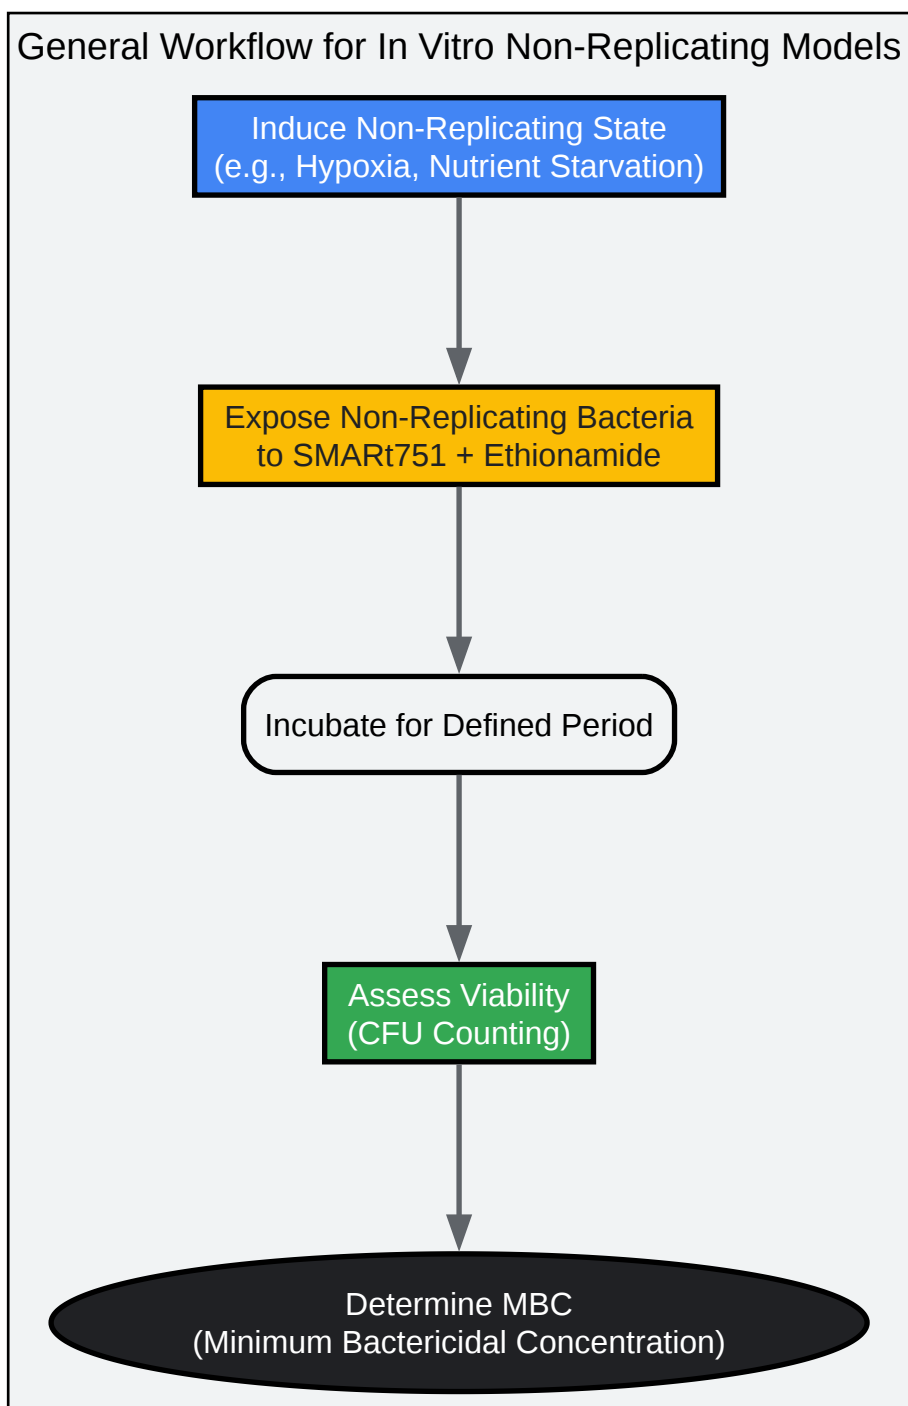 General Workflow for In Vitro Non-Replicating Models
Induce Non-Replicating State
(e.g., Hypoxia, Nutrient Starvation)
Expose Non-Replicating Bacteria
to SMARt751 + Ethionamide
Incubate for Defined Period
Assess Viability
(CFU Counting)
Determine MBC
(Minimum Bactericidal Concentration)